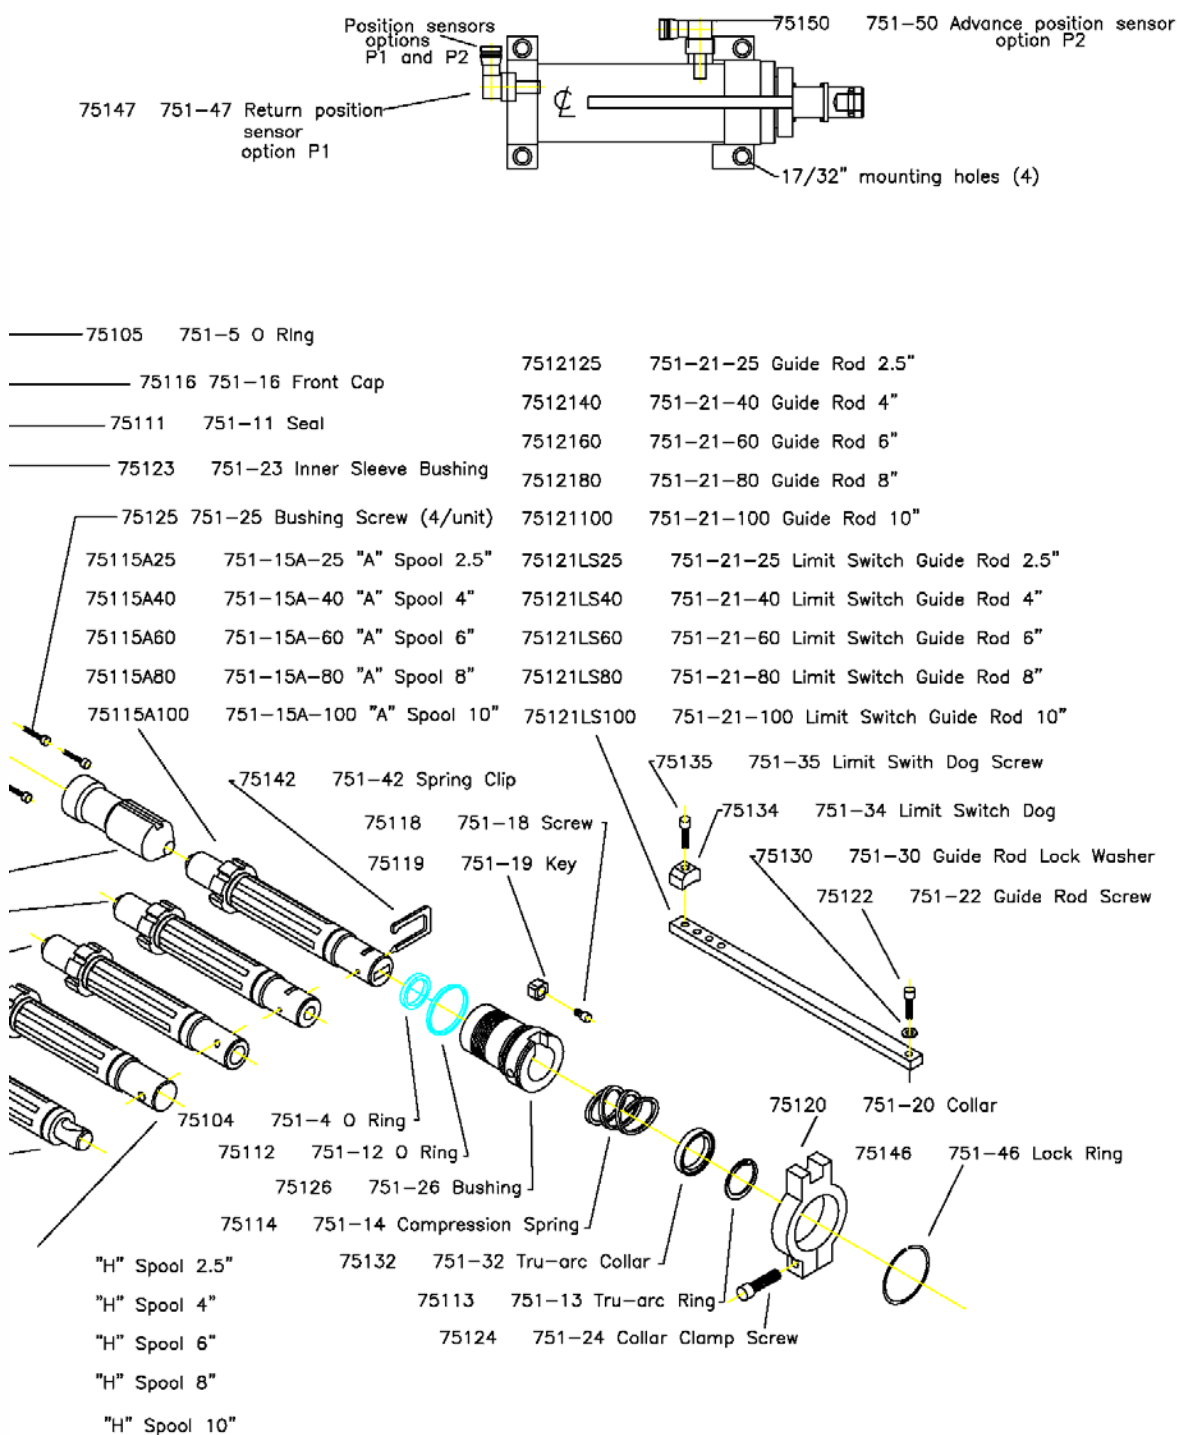 Position sensors
options
P1 and P2
75150 751-50 Advance position sensor
option P2
75147 751-47 Return position
sensor
option P1
℄
17/32" mounting holes (4)
75105 751-5 O Ring
75116 751-16 Front Cap
75111 751-11 Seal
75123 751-23 Inner Sleeve Bushing
75125 751-25 Bushing Screw (4/unit)
7512125 751-21-25 Guide Rod 2.5"
7512140 751-21-40 Guide Rod 4"
7512160 751-21-60 Guide Rod 6"
7512180 751-21-80 Guide Rod 8"
75121100 751-21-100 Guide Rod 10"
75115A25 751-15A-25 "A" Spool 2.5"
75115A40 751-15A-40 "A" Spool 4"
75115A60 751-15A-60 "A" Spool 6"
75115A80 751-15A-80 "A" Spool 8"
75115A100 751-15A-100 "A" Spool 10"
75121LS25 751-21-25 Limit Switch Guide Rod 2.5"
75121LS40 751-21-40 Limit Switch Guide Rod 4"
75121LS60 751-21-60 Limit Switch Guide Rod 6"
75121LS80 751-21-80 Limit Switch Guide Rod 8"
75121LS100 751-21-100 Limit Switch Guide Rod 10"
75142 751-42 Spring Clip
75118 751-18 Screw
75119 751-19 Key
75135 751-35 Limit Swith Dog Screw
75134 751-34 Limit Switch Dog
75130 751-30 Guide Rod Lock Washer
75122 751-22 Guide Rod Screw
75104 751-4 O Ring
75112 751-12 O Ring
75126 751-26 Bushing
75114 751-14 Compression Spring
75132 751-32 Tru-arc Collar
75113 751-13 Tru-arc Ring
75124 751-24 Collar Clamp Screw
75120 751-20 Collar
75146 751-46 Lock Ring
"H" Spool 2.5"
"H" Spool 4"
"H" Spool 6"
"H" Spool 8"
"H" Spool 10"